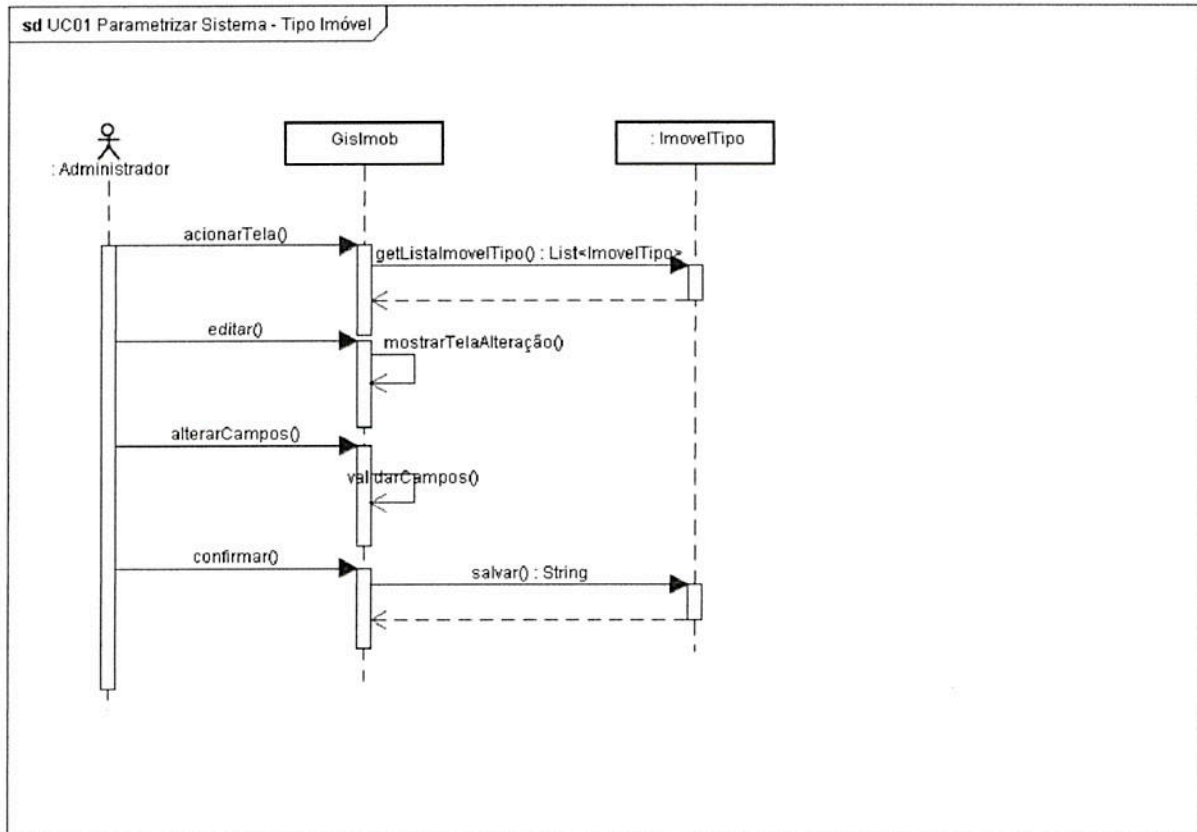 sd UC01 Parametrizar Sistema - Tipo Imóvel
: Administrador
GisImob
: ImovelTipo
acionarTela()
getListaImovelTipo() : List<ImovelTipo>
editar()
mostrarTelaAlteração()
alterarCampos()
validarCampos()
confirmar()
salvar() : String